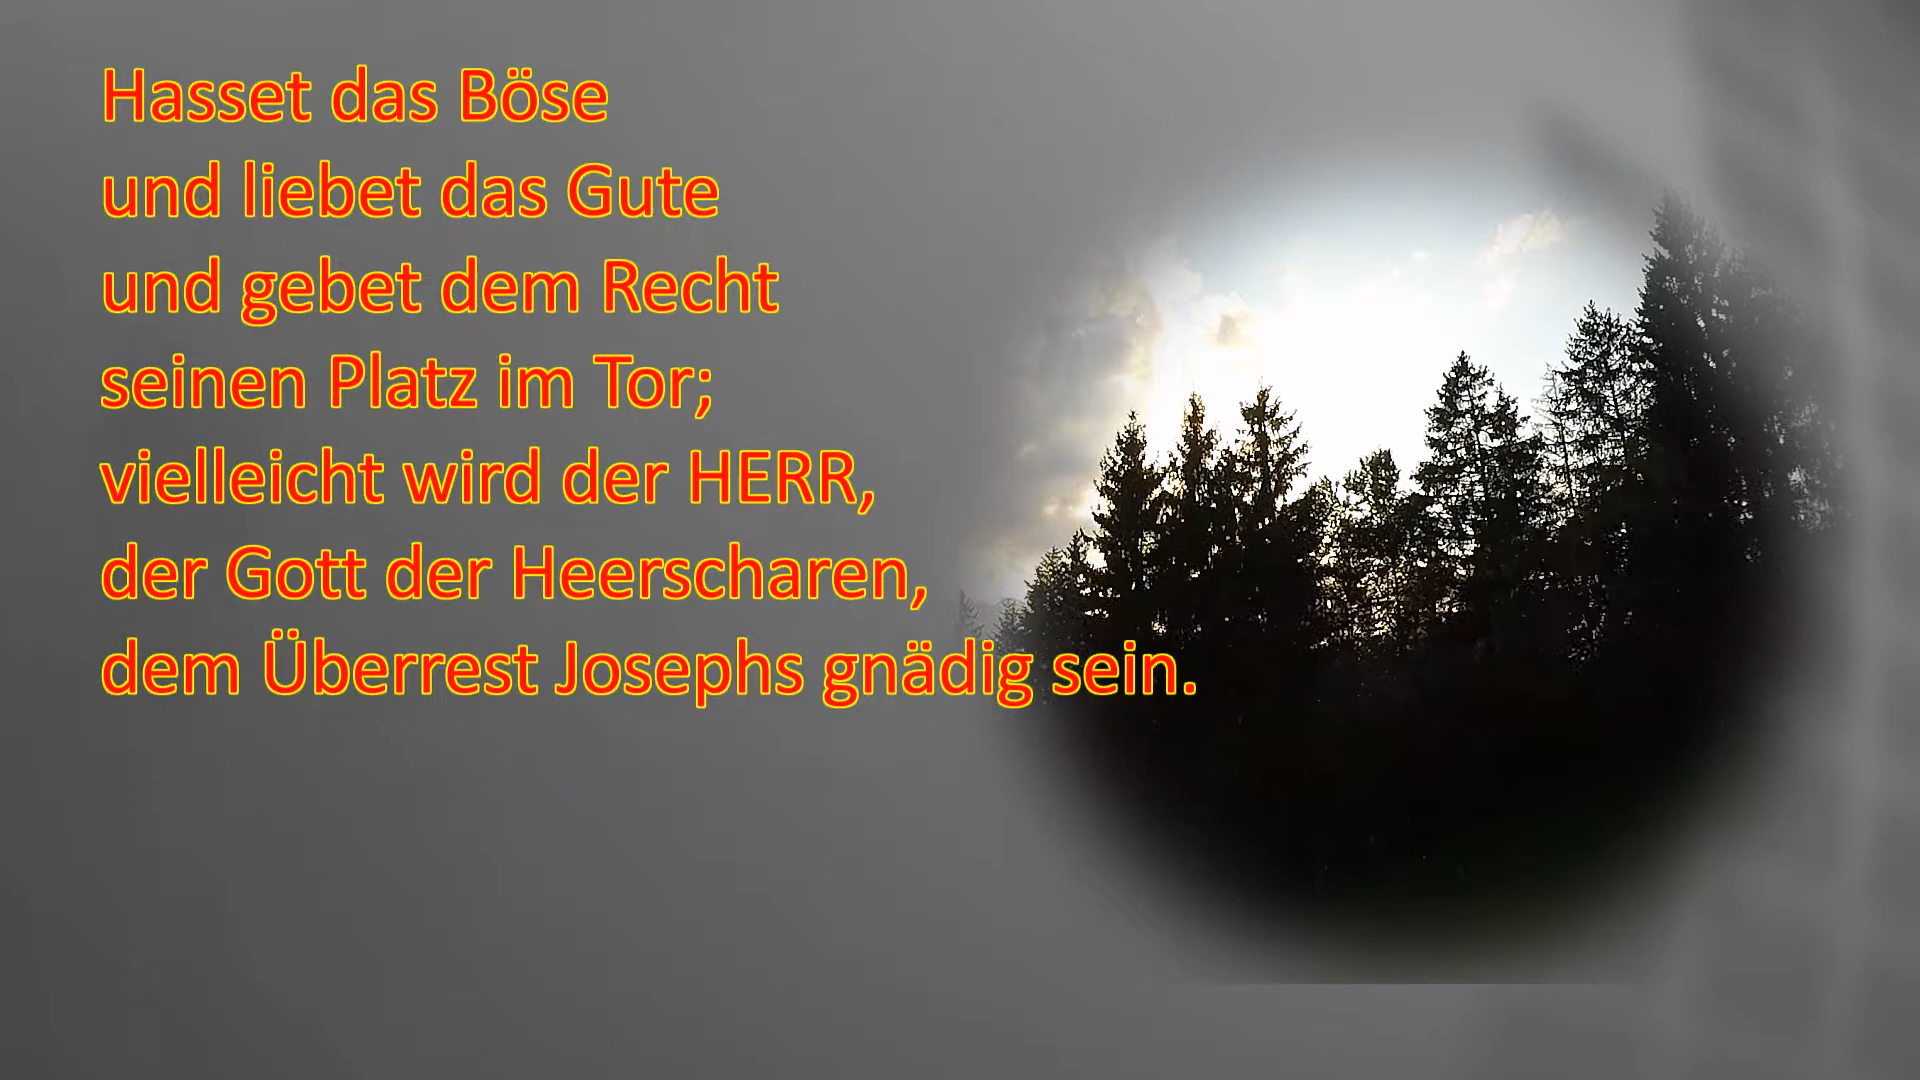 Hasset das Böse
und liebet das Gute
und gebet dem Recht
seinen Platz im Tor;
vielleicht wird der HERR,
der Gott der Heerscharen,
dem Überrest Josephs gnädig sein.